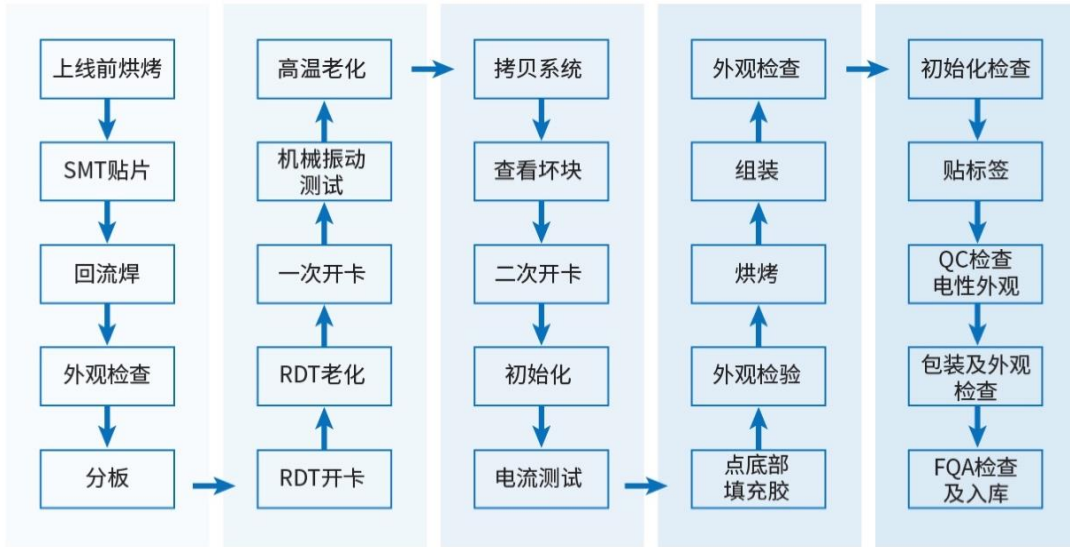 上线前烘烤
SMT贴片
回流焊
外观检查
分板
RDT开卡
RDT老化
一次开卡
机械振动
测试
高温老化
拷贝系统
查看坏块
二次开卡
初始化
电流测试
点底部
填充胶
外观检验
烘烤
组装
外观检查
初始化检查
贴标签
QC检查
电性外观
包装及外观
检查
FQA检查
及入库